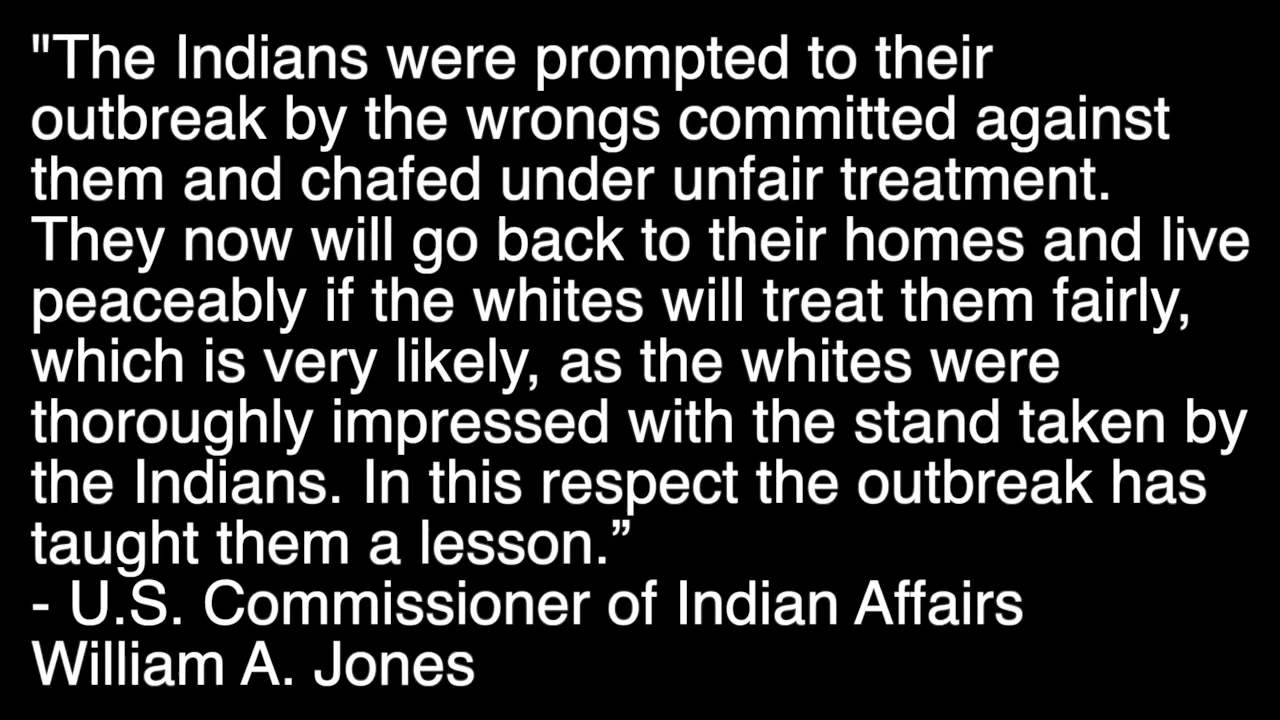 "The Indians were prompted to their
outbreak by the wrongs committed against
them and chafed under unfair treatment.
They now will go back to their homes and live
peaceably if the whites will treat them fairly,
which is very likely, as the whites were
thoroughly impressed with the stand taken by
the Indians. In this respect the outbreak has
taught them a lesson.”
- U.S. Commissioner of Indian Affairs
William A. Jones